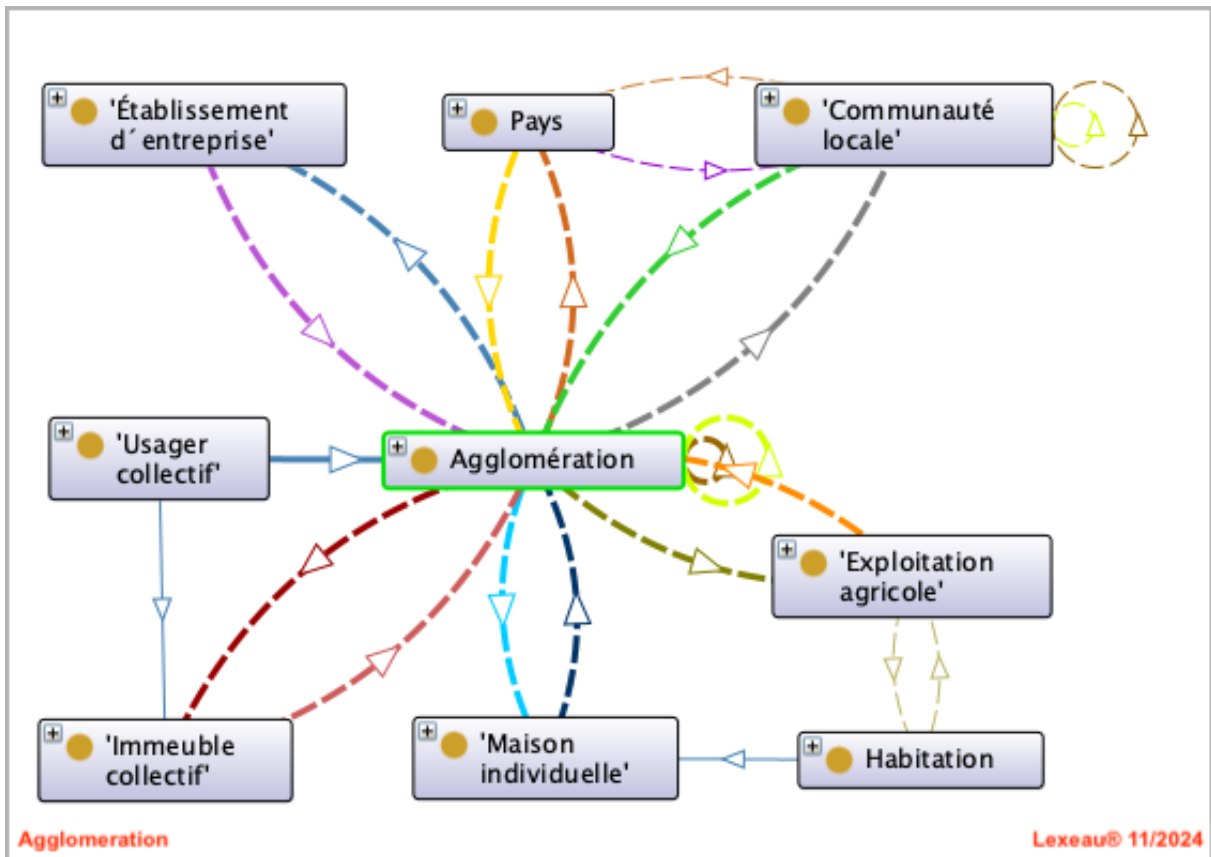 'Établissement
d´entreprise'
Pays
'Communauté
locale'
'Usager
collectif'
Agglomération
'Exploitation
agricole'
'Immeuble
collectif'
'Maison
individuelle'
Habitation
Agglomeration
Lexeau® 11/2024